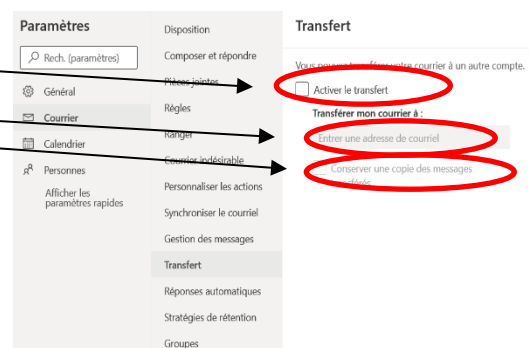 Paramètres
Rech. (paramètres)
Général
Courrier
Calendrier
Personnes
Afficher les
paramètres rapides
Disposition
Composer et répondre
Pièces jointes
Règles
Ranger
Courrier indésirable
Personnaliser les actions
Synchroniser le courriel
Gestion des messages
Transfert
Réponses automatiques
Stratégies de rétention
Groupes
Transfert
Vous pouvez transférer votre courrier à un autre compte.
Activer le transfert
Transférer mon courrier à :
Entrer une adresse de courriel
Conserver une copie des messages